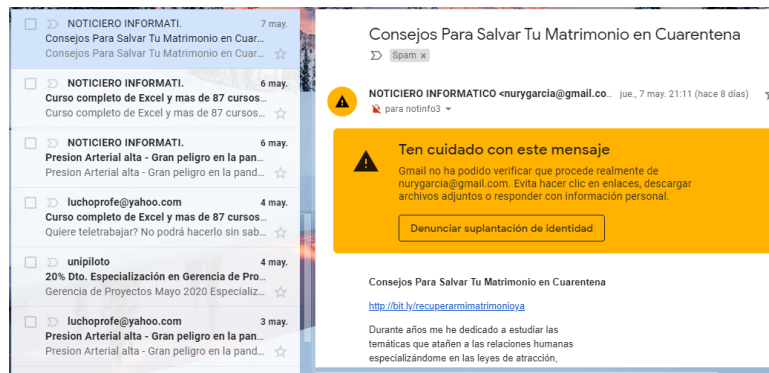 NOTICIERO INFORMATI. 7 may.
Consejos Para Salvar Tu Matrimonio en Cuar...
Consejos Para Salvar Tu Matrimonio en Cuar...
NOTICIERO INFORMATI. 6 may.
Curso completo de Excel y mas de 87 cursos...
Curso completo de Excel y mas de 87 cursos...
NOTICIERO INFORMATI. 6 may.
Presion Arterial alta - Gran peligro en la pan...
Presion Arterial alta - Gran peligro en la pand...
luchoprofe@yahoo.com 4 may.
Curso completo de Excel y mas de 87 cursos...
Quiere teletrabajar? No podrá hacerlo sin sab...
unipiloto 4 may.
20% Dto. Especialización en Gerencia de Pro...
Gerencia de Proyectos Mayo 2020 Especializ...
luchoprofe@yahoo.com 3 may.
Presion Arterial alta - Gran peligro en la pan...
Presion Arterial alta - Gran peligro en la pand...
Consejos Para Salvar Tu Matrimonio en Cuarentena
Spam x
NOTICIERO INFORMATICO <nurygarcia@gmail.co... jue., 7 may. 21:11 (hace 8 días)
para notinfo3
Ten cuidado con este mensaje
Gmail no ha podido verificar que procede realmente de
nurygarcia@gmail.com. Evita hacer clic en enlaces, descargar
archivos adjuntos o responder con información personal.
Denunciar suplantación de identidad
Consejos Para Salvar Tu Matrimonio en Cuarentena
http://bit.ly/recuperarmimatrimonioya
Durante años me he dedicado a estudiar las
temáticas que atañen a las relaciones humanas
especializándome en las leyes de atracción,